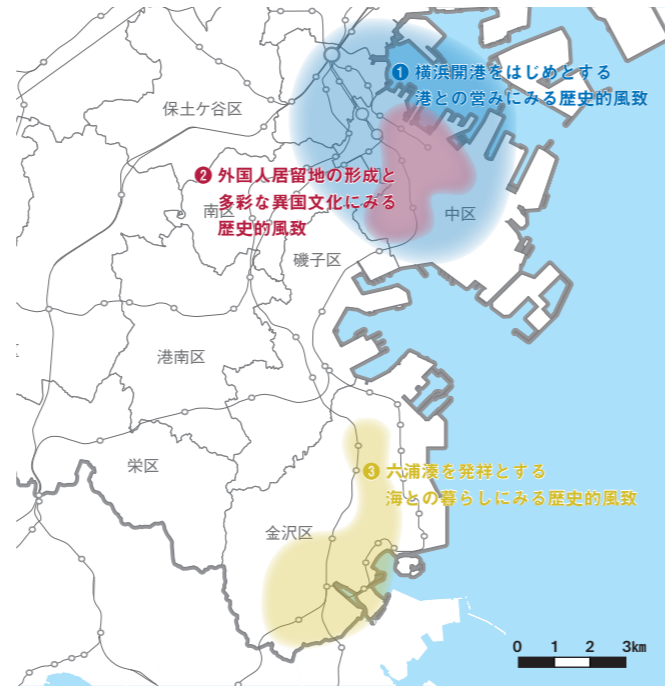 ❶ 横浜開港をはじめとする
港との営みにみる歴史的風致
保土ケ谷区
❷ 外国人居留地の形成と
多彩な異国文化にみる
歴史的風致
南区
中区
磯子区
港南区
栄区
❸ 六浦湊を発祥とする
海との暮らしにみる歴史的風致
金沢区
0 1 2 3km